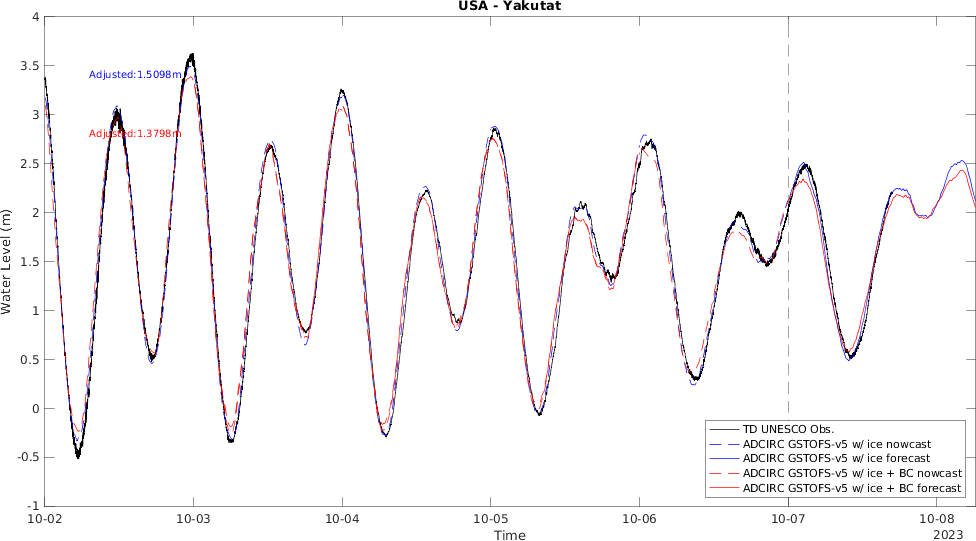 USA - Yakutat
4
3.5
3
2.5
2
1.5
1
0.5
0
-0.5
-1
Water Level (m)
Adjusted:1.5098m
Adjusted:1.3798m
TD UNESCO Obs.
ADCIRC GSTOFS-v5 w/ ice nowcast
ADCIRC GSTOFS-v5 w/ ice forecast
ADCIRC GSTOFS-v5 w/ ice + BC nowcast
ADCIRC GSTOFS-v5 w/ ice + BC forecast
10-02 10-03 10-04 10-05 10-06 10-07 10-08
Time
2023